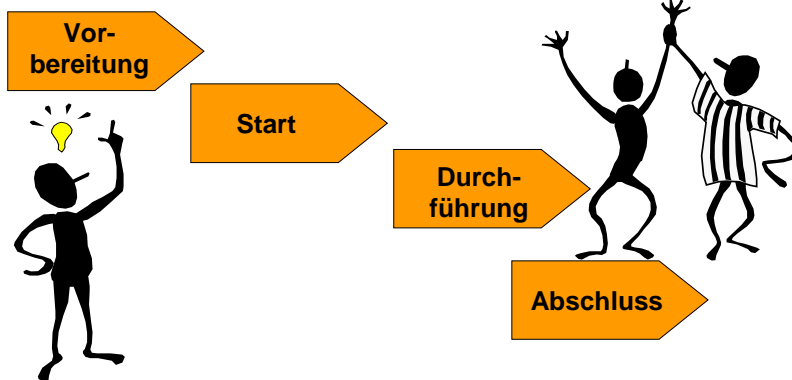 Vor-
bereitung
Start
Durch-
führung
Abschluss